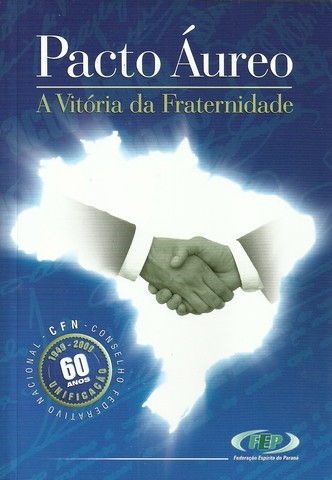 Pacto Áureo
A Vitória da Fraternidade
CFN - CONSELHO FEDERATIVO NACIONAL -
1949 - 2009
60
ANOS
UNIFICAÇÃO
FEP
Federação Espírita do Paraná